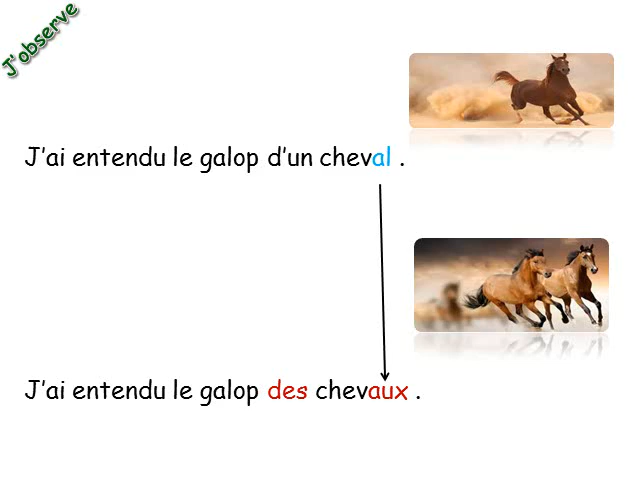 J'observe
J'ai entendu le galop d'un cheval .
J'ai entendu le galop des chevaux .